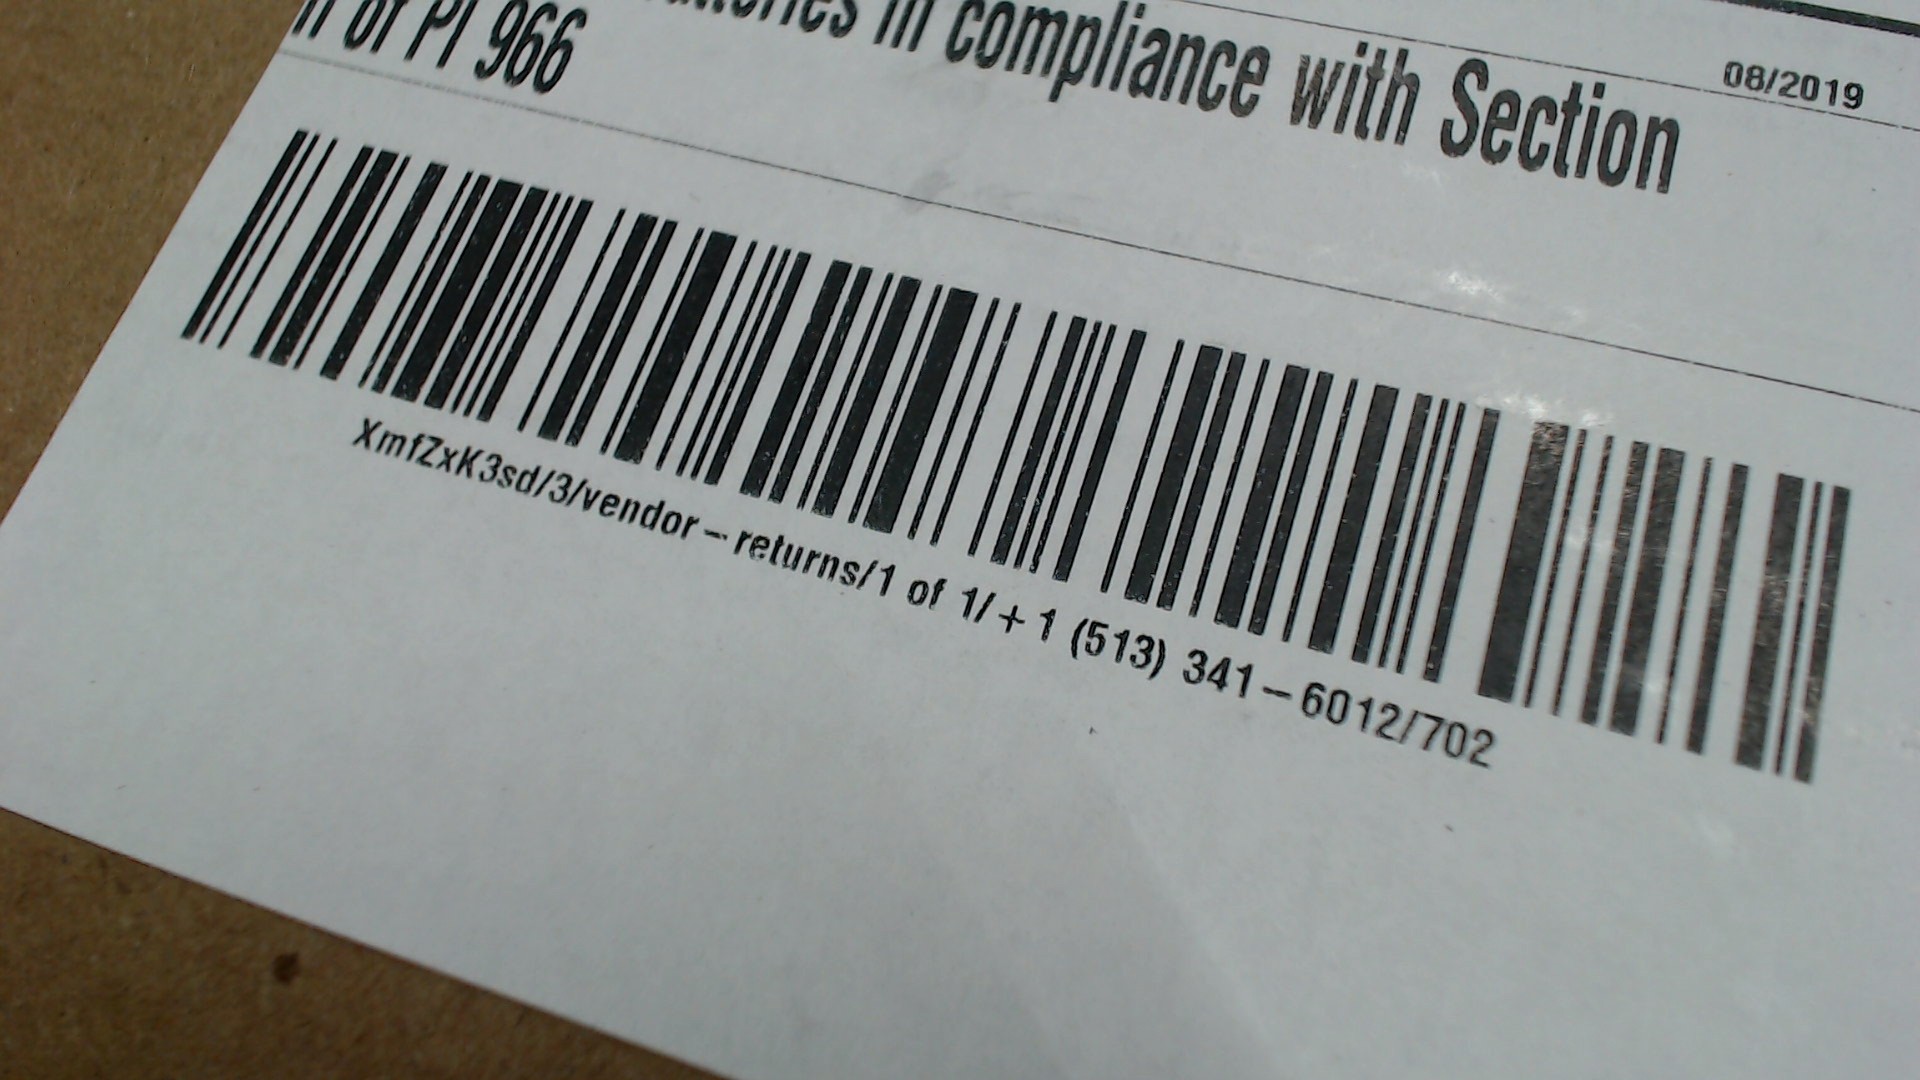 08/2019
in compliance with Section
of PI 966
XmfZxK3sd/3/vendor-returns/1 of 1/+1 (513) 341-6012/702